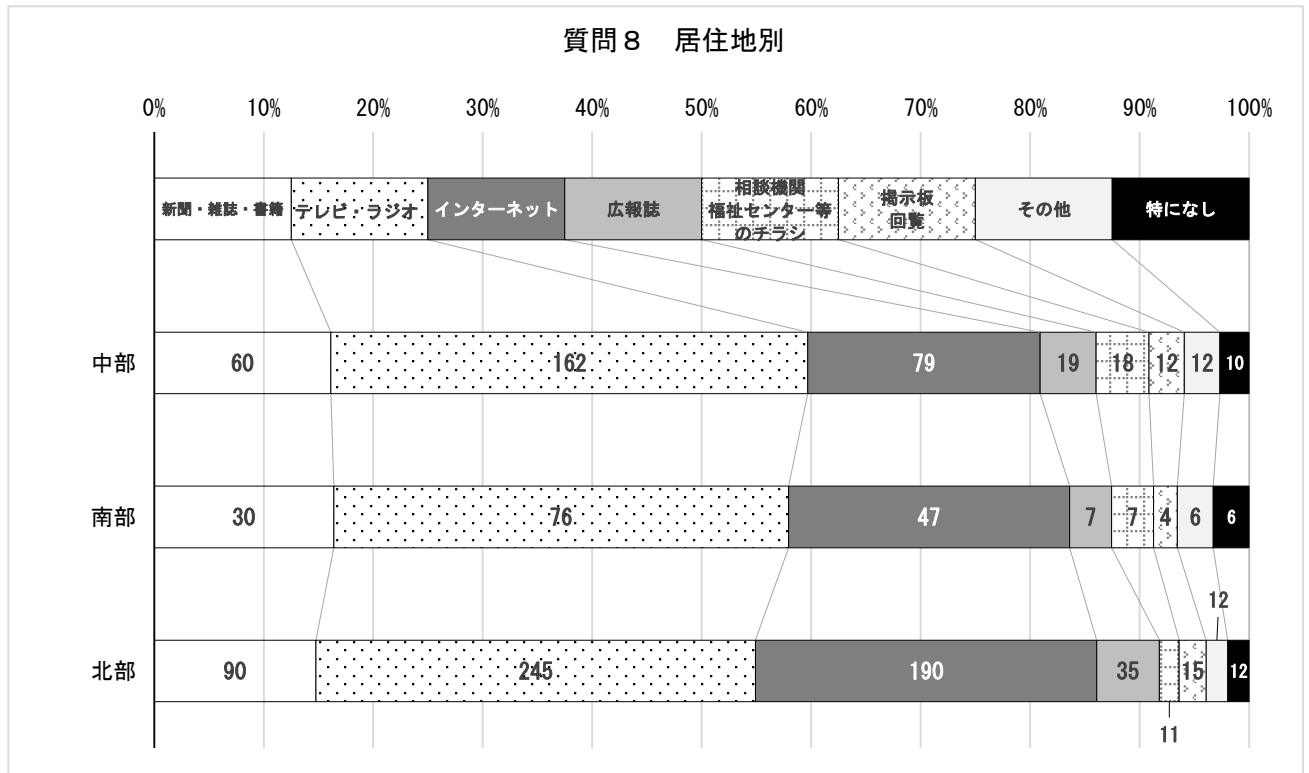 質問８　居住地別
0% 10% 20% 30% 40% 50% 60% 70% 80% 90% 100%
新聞・雑誌・書籍 テレビ・ラジオ インターネット 広報誌 相談機関
福祉センター等
のチラシ 掲示板
回覧 その他 特になし
中部 60 162 79 19 18 12 12 10
南部 30 76 47 7 7 4 6 6
12
北部 90 245 190 35 15 12
11